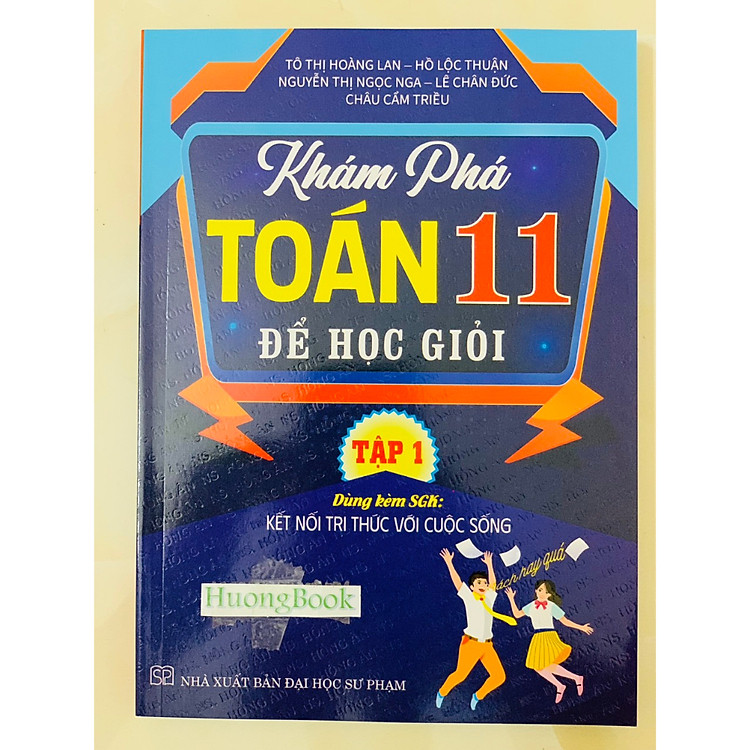 TÔ THỊ HOÀNG LAN – HỒ LỘC THUẬN
NGUYỄN THỊ NGỌC NGA – LÊ CHÂN ĐỨC
CHÂU CẨM TRIỀU
Khám Phá
TOÁN 11
ĐỂ HỌC GIỎI
TẬP 1
Dùng kèm SGK:
KẾT NỐI TRI THỨC VỚI CUỘC SỐNG
Sách hay quá
HuongBook
SP NHÀ XUẤT BẢN ĐẠI HỌC SƯ PHẠM